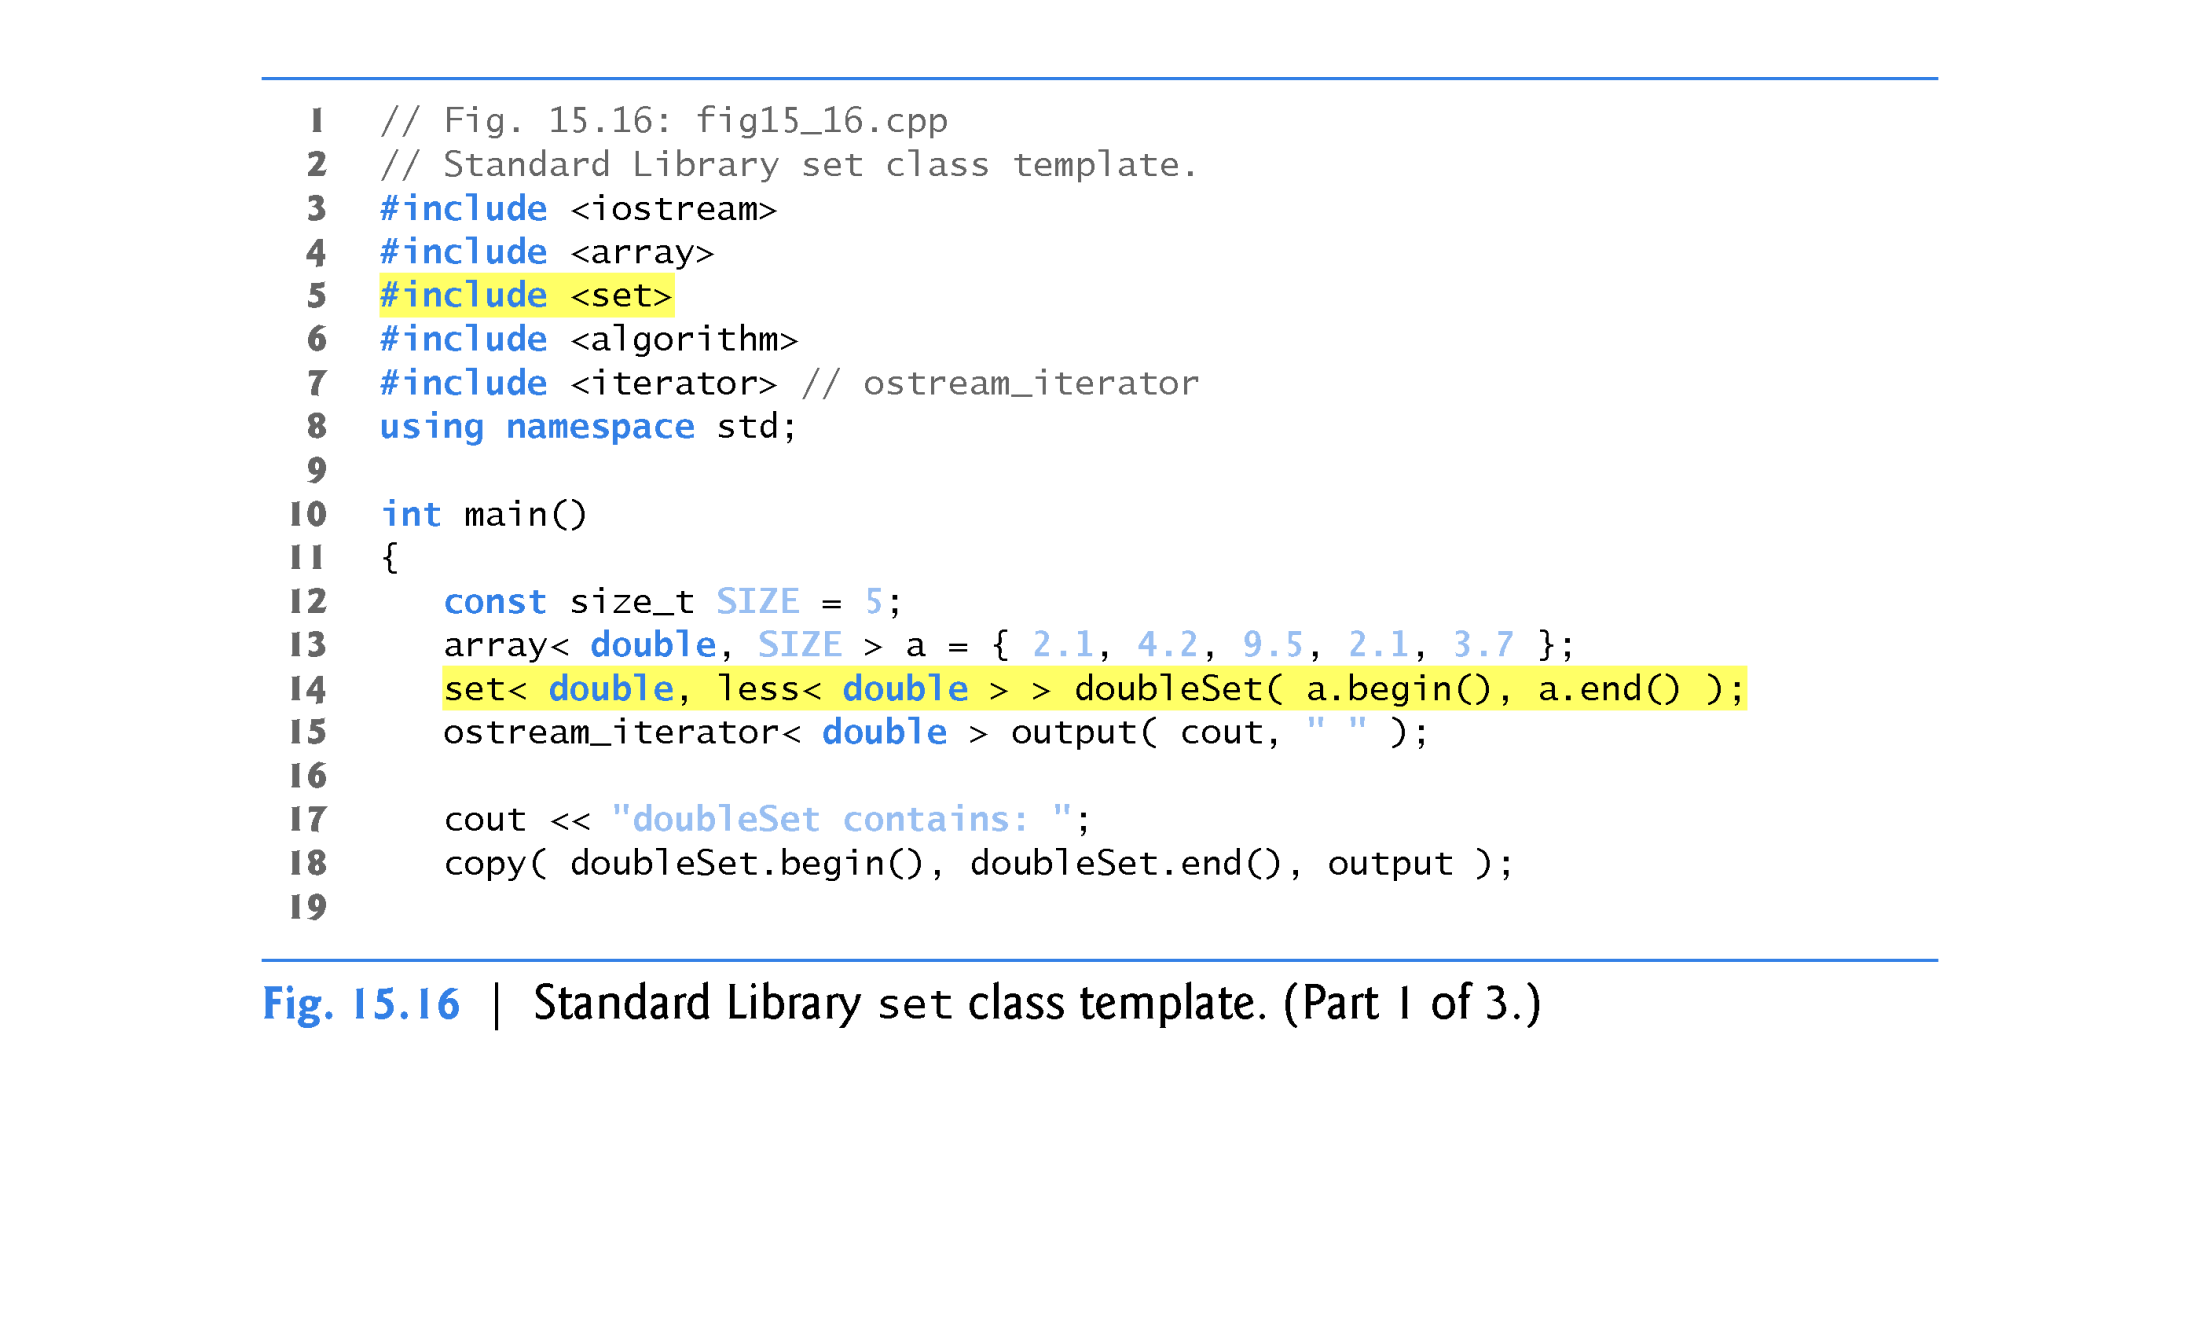 1 // Fig. 15.16: fig15_16.cpp
2 // Standard Library set class template.
3 #include <iostream>
4 #include <array>
5 #include <set>
6 #include <algorithm>
7 #include <iterator> // ostream_iterator
8 using namespace std;
9
10 int main()
11 {
12    const size_t SIZE = 5;
13    array< double, SIZE > a = { 2.1, 4.2, 9.5, 2.1, 3.7 };
14    set< double, less< double > > doubleSet( a.begin(), a.end() );
15    ostream_iterator< double > output( cout, " " );
16
17    cout << "doubleSet contains: ";
18    copy( doubleSet.begin(), doubleSet.end(), output );
19
Fig. 15.16 | Standard Library set class template. (Part 1 of 3.)